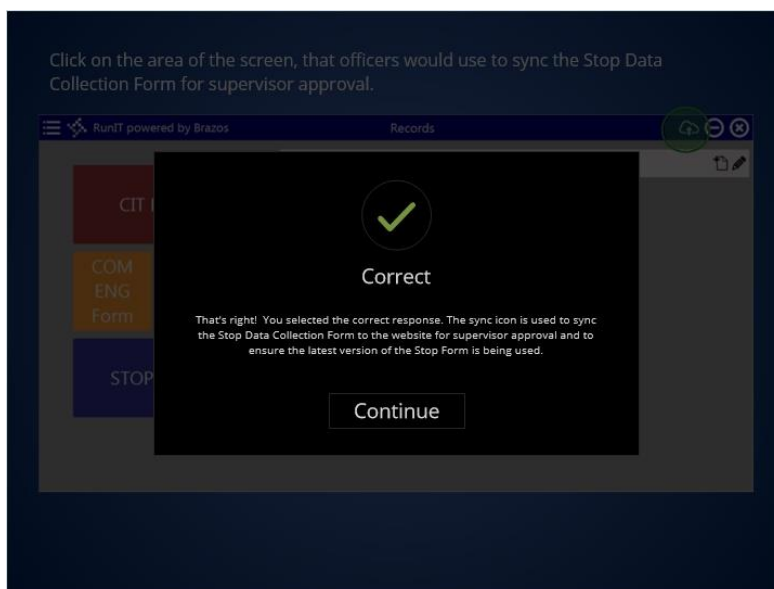 Click on the area of the screen, that officers would use to sync the Stop Data
Collection Form for supervisor approval.
RunIT powered by Brazos
Records
CIT
COM
ENG
Form
STOP
Correct
That's right! You selected the correct response. The sync icon is used to sync
the Stop Data Collection Form to the website for supervisor approval and to
ensure the latest version of the Stop Form is being used.
Continue